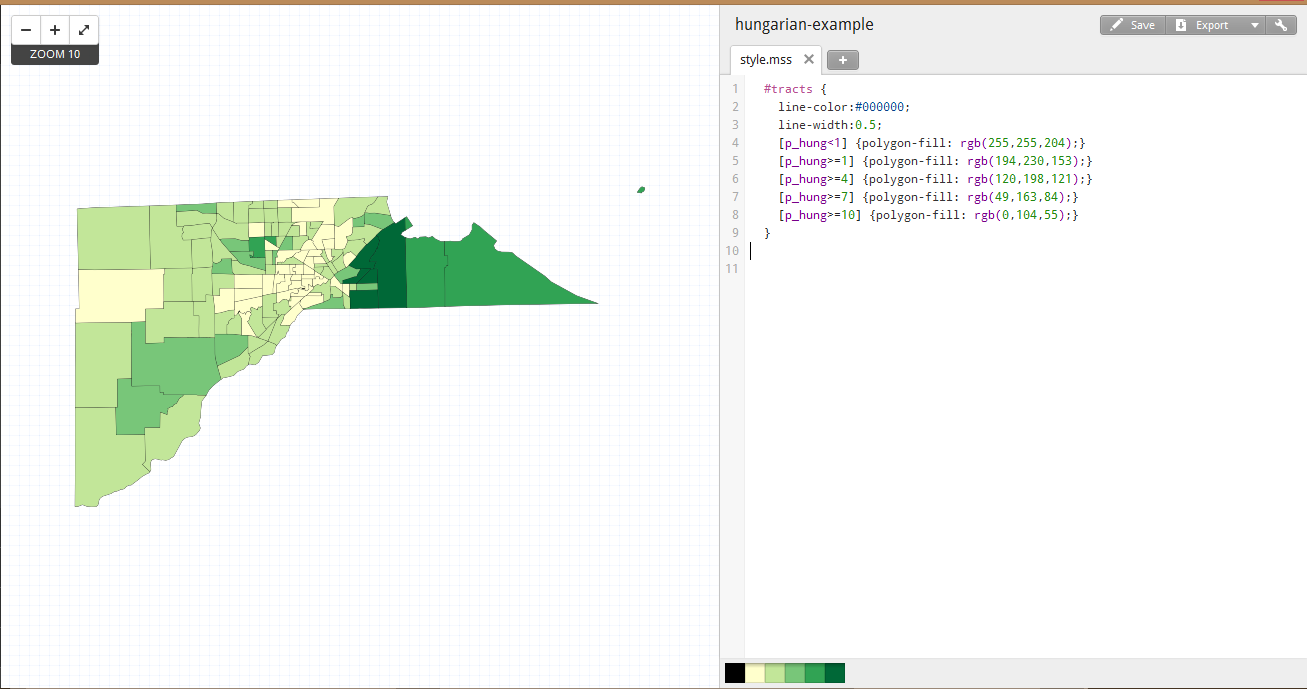 ZOOM 10
hungarian-example
Save
Export
style.mss
1 #tracts {
2 line-color:#000000;
3 line-width:0.5;
4 [p_hung<1] {polygon-fill: rgb(255,255,204);}
5 [p_hung>=1] {polygon-fill: rgb(194,230,153);}
6 [p_hung>=4] {polygon-fill: rgb(120,198,121);}
7 [p_hung>=7] {polygon-fill: rgb(49,163,84);}
8 [p_hung>=10] {polygon-fill: rgb(0,104,55);}
9 }
10
11